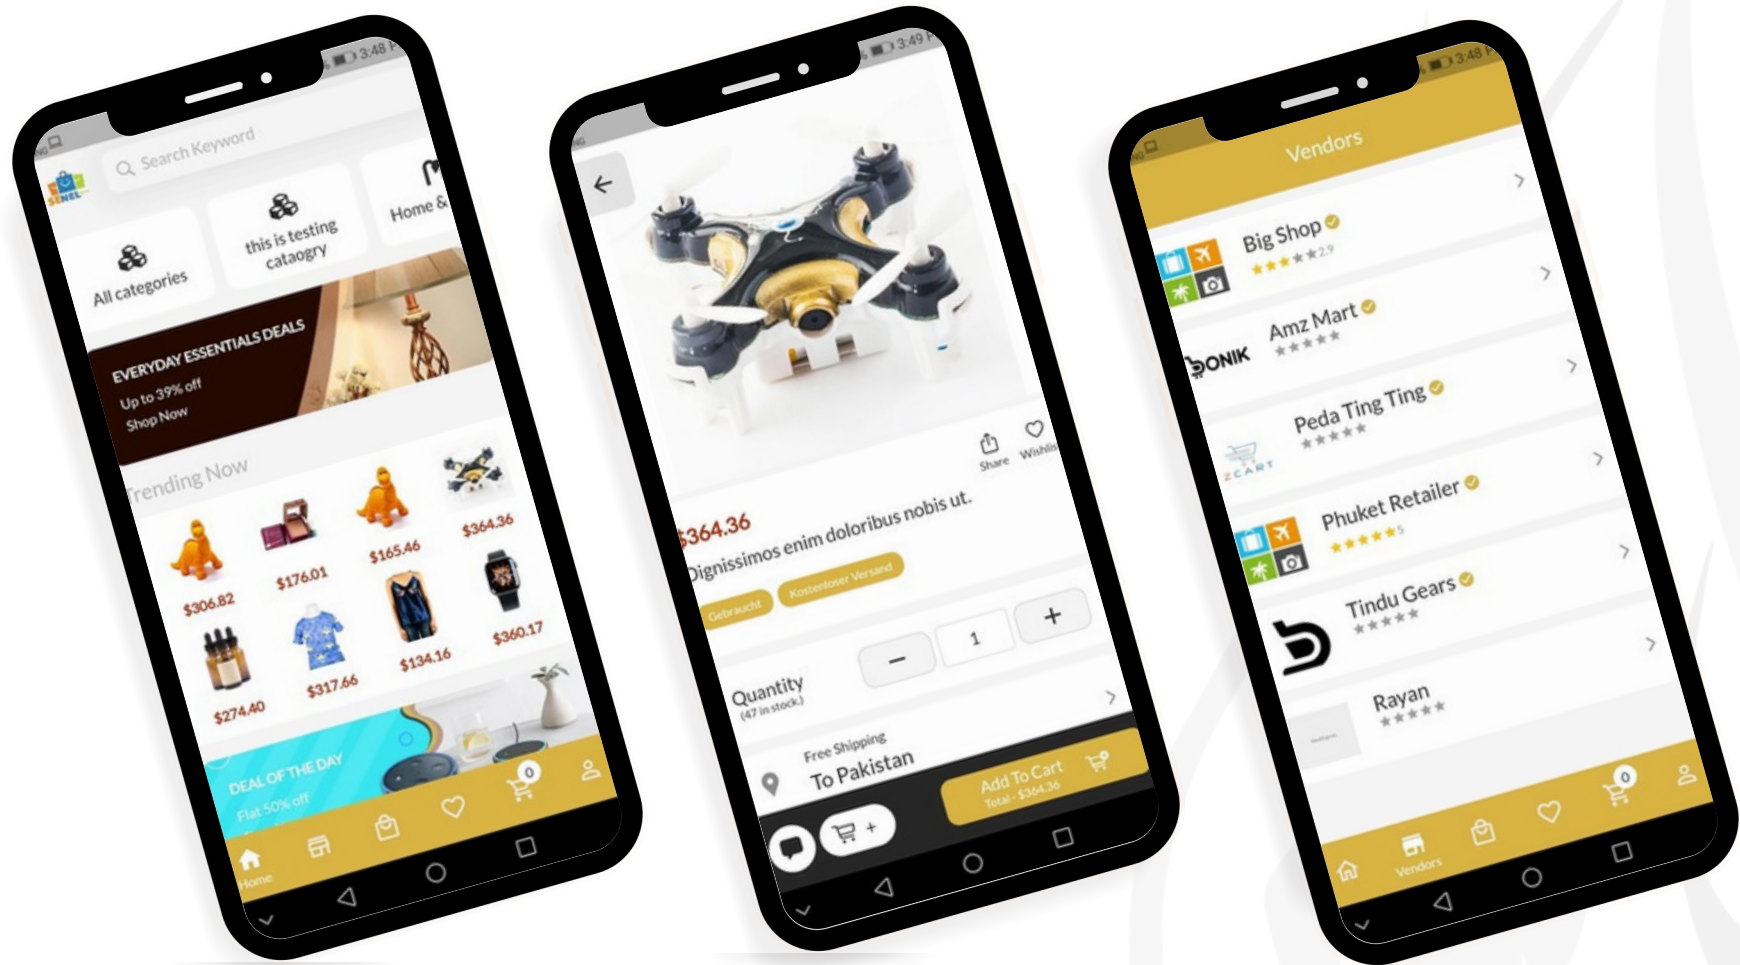 3:48 P
SENEL
Search Keyword
All categories
this is testing
cataogry
Home &
EVERYDAY ESSENTIALS DEALS
Up to 39% off
Shop Now
Trending Now
$306.82
$176.01
$165.46
$364.36
$274.40
$317.66
$134.16
$360.17
DEAL OF THE DAY
Flat 50% off
0
Home
3:49 P
Share
Wishlis
$364.36
Dignissimos enim doloribus nobis ut.
Gebraucht
Kostenloser Versand
Quantity
(47 in stock.)
1
Free Shipping
To Pakistan
+
Add To Cart
Total - $364.36
3:48 P
Vendors
Big Shop
2.9
Amz Mart
BONIK
Peda Ting Ting
ZCART
Phuket Retailer
5
Tindu Gears
Rayan
0
Vendors